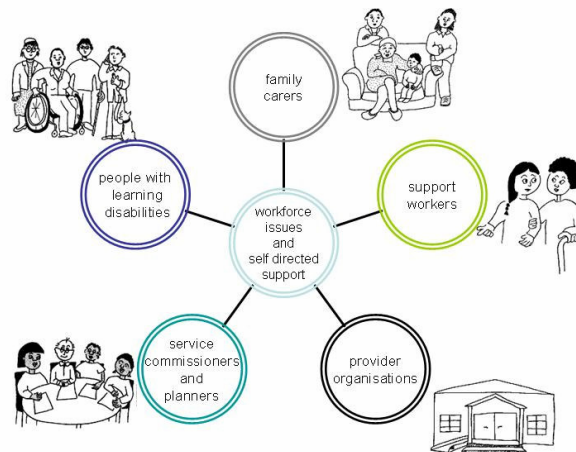 family
carers
people with
learning
disabilities
support
workers
workforce
issues
and
self directed
support
service
commissioners
and
planners
provider
organisations